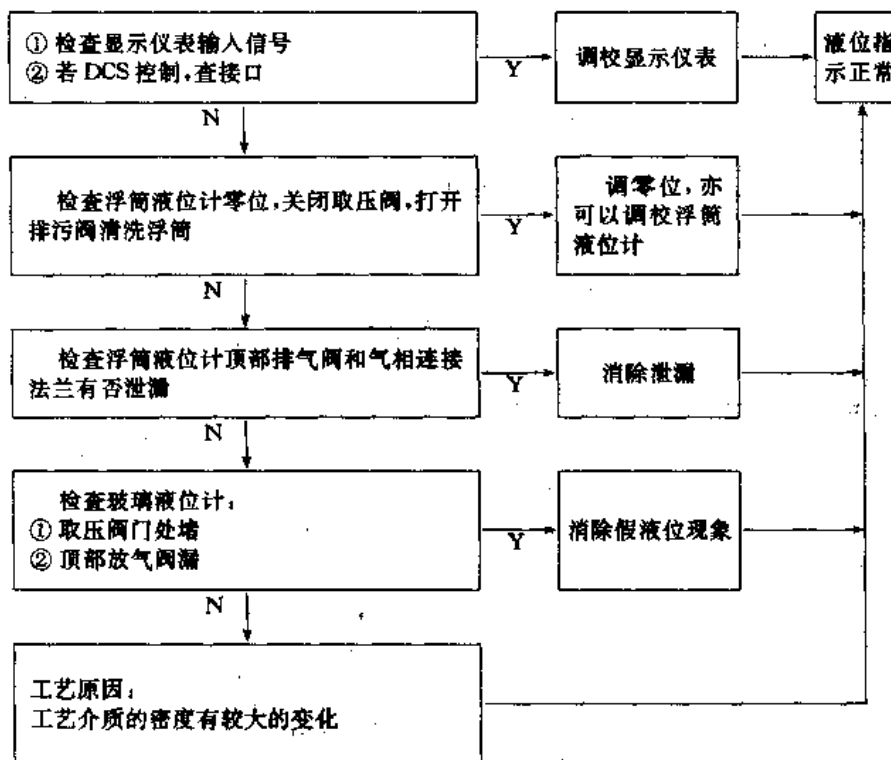 ① 检查显示仪表输入信号
② 若 DCS 控制,查接口
Y
调校显示仪表
液位指
示正常
N
检查浮筒液位计零位,关闭取压阀,打开
排污阀清洗浮筒
Y
调零位,亦
可以调校浮筒
液位计
N
检查浮筒液位计顶部排气阀和气相连接
法兰有否泄漏
Y
消除泄漏
N
检查玻璃液位计:
① 取压阀门处堵
② 顶部放气阀漏
Y
消除假液位现象
N
工艺原因:
工艺介质的密度有较大的变化